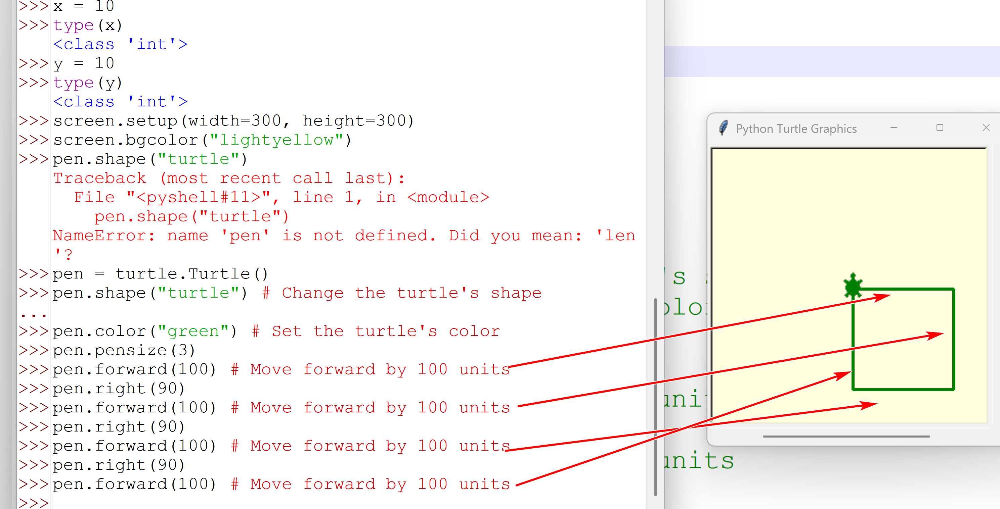 >>> x = 10
>>> type(x)
<class 'int'>
>>> y = 10
>>> type(y)
<class 'int'>
>>> screen.setup(width=300, height=300)
>>> screen.bgcolor("lightyellow")
>>> pen.shape("turtle")
Traceback (most recent call last):
  File "<pyshell#11>", line 1, in <module>
    pen.shape("turtle")
NameError: name 'pen' is not defined. Did you mean: 'len
'?
>>> pen = turtle.Turtle()
>>> pen.shape("turtle") # Change the turtle's shape
...
>>> pen.color("green") # Set the turtle's color
>>> pen.pensize(3)
>>> pen.forward(100) # Move forward by 100 units
>>> pen.right(90)
>>> pen.forward(100) # Move forward by 100 units
>>> pen.right(90)
>>> pen.forward(100) # Move forward by 100 units
>>> pen.right(90)
>>> pen.forward(100) # Move forward by 100 units
>>>
Python Turtle Graphics
's
units